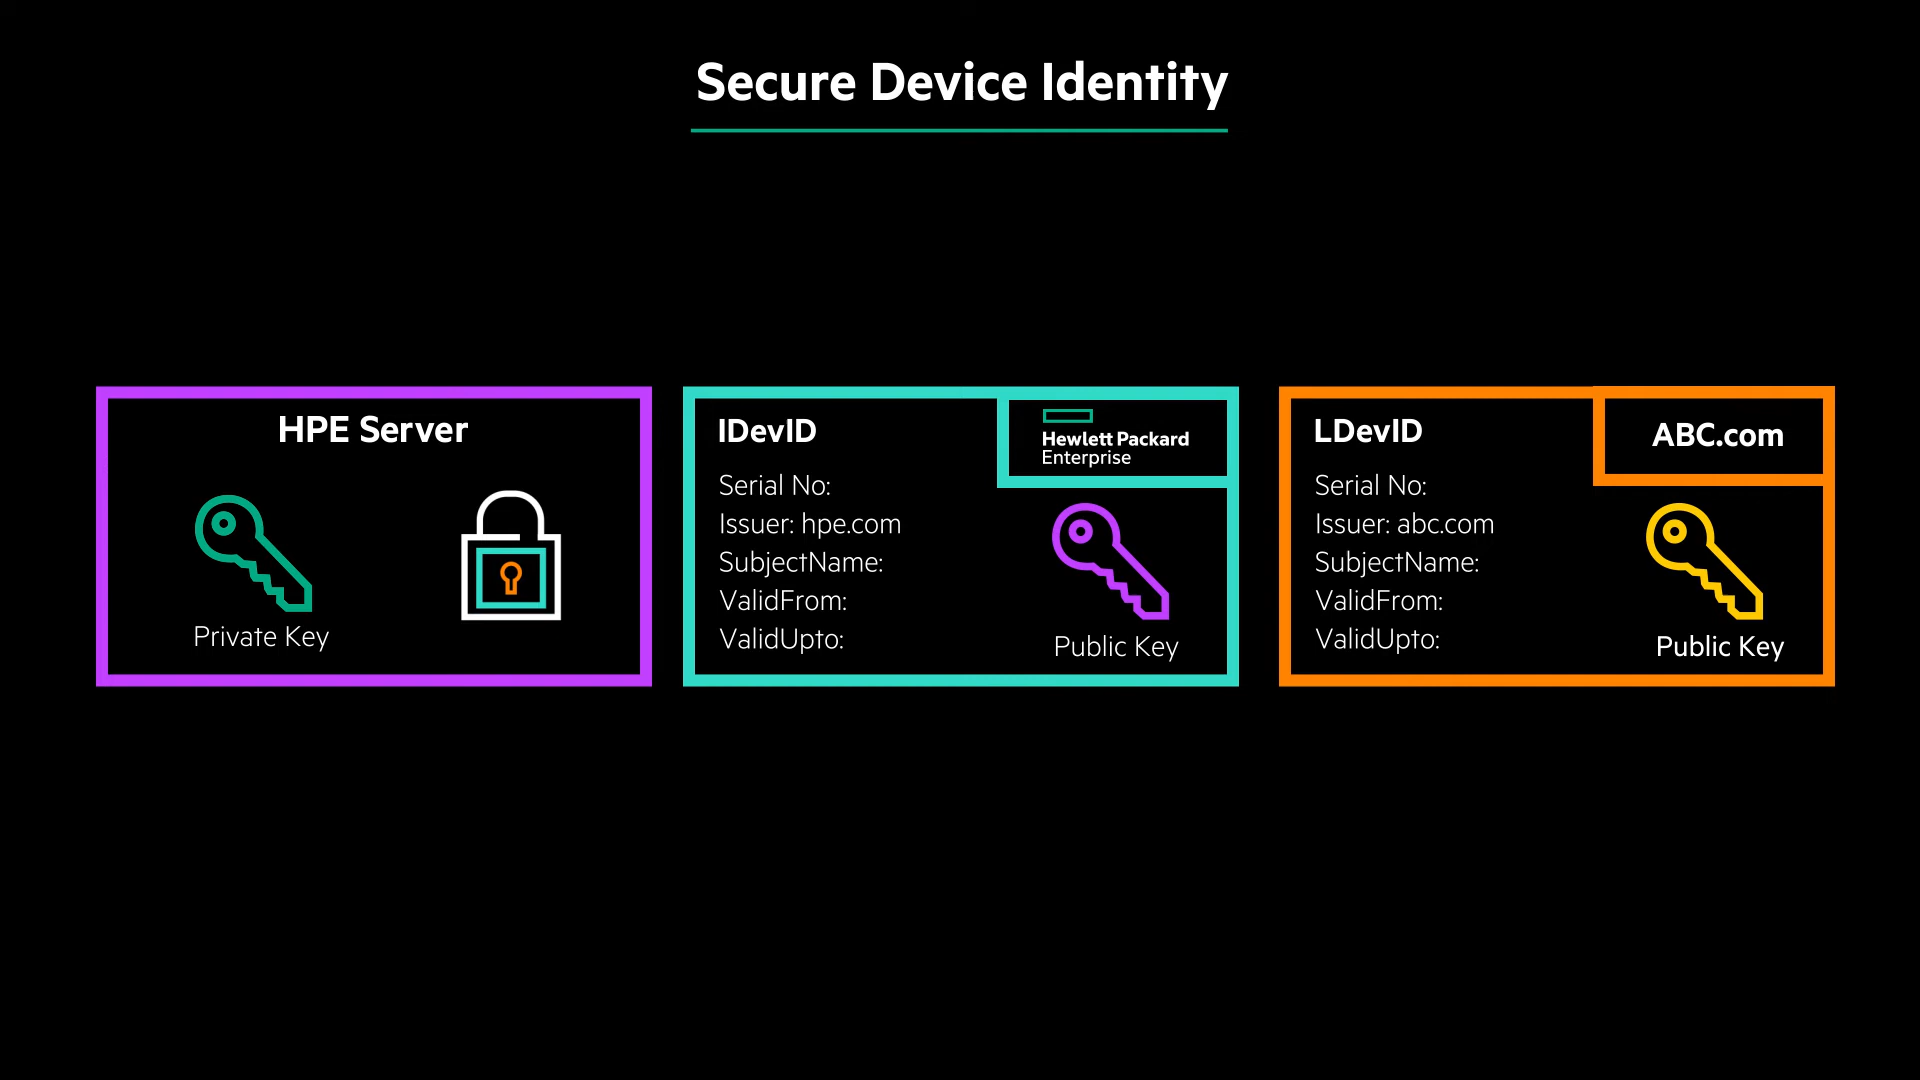 Secure Device Identity
HPE Server
Private Key
IDevID
Hewlett Packard
Enterprise
Serial No:
Issuer: hpe.com
SubjectName:
ValidFrom:
ValidUpto:
Public Key
LDevID
ABC.com
Serial No:
Issuer: abc.com
SubjectName:
ValidFrom:
ValidUpto:
Public Key